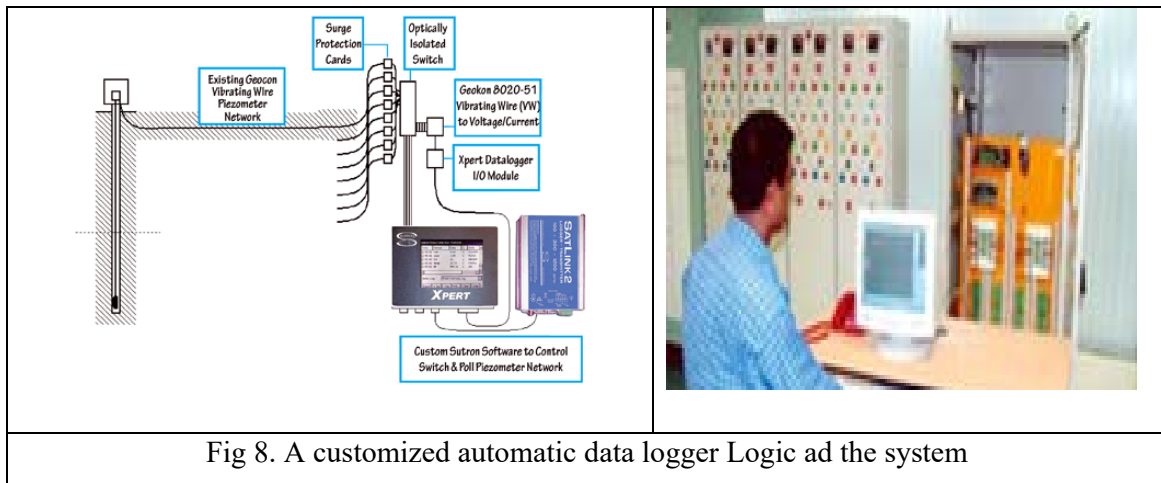 Surge
Protection
Cards
Optically
Isolated
Switch
Existing Geocon
Vibrating Wire
Piezometer
Network
Geokon 8020-51
Vibrating Wire (VW)
to Voltage/Current
Xpert Datalogger
I/O Module
S
XPERT
SATLINK2
Custom Sutron Software to Control
Switch & Poll Piezometer Network
Fig 8. A customized automatic data logger Logic ad the system